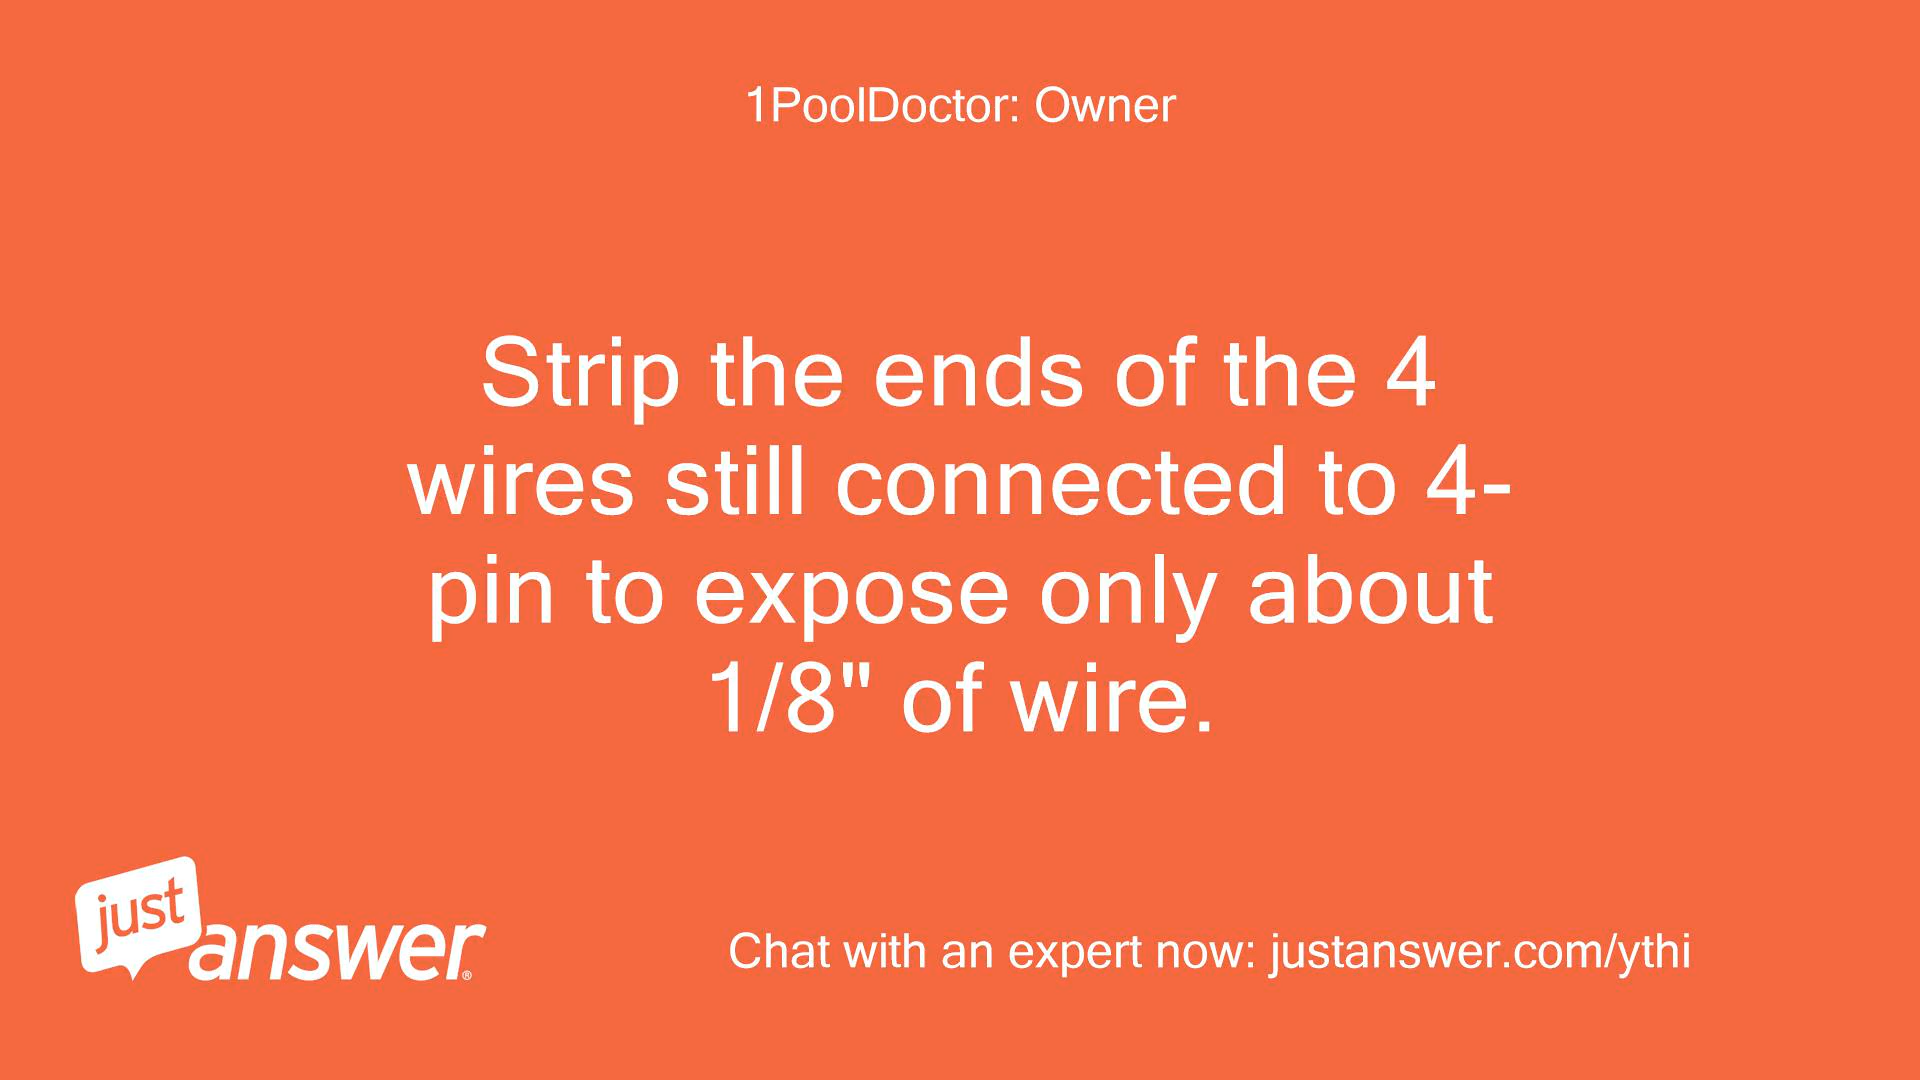 1PoolDoctor: Owner
Strip the ends of the 4
wires still connected to 4-
pin to expose only about
1/8" of wire.
just
answer®
Chat with an expert now: justanswer.com/ythi